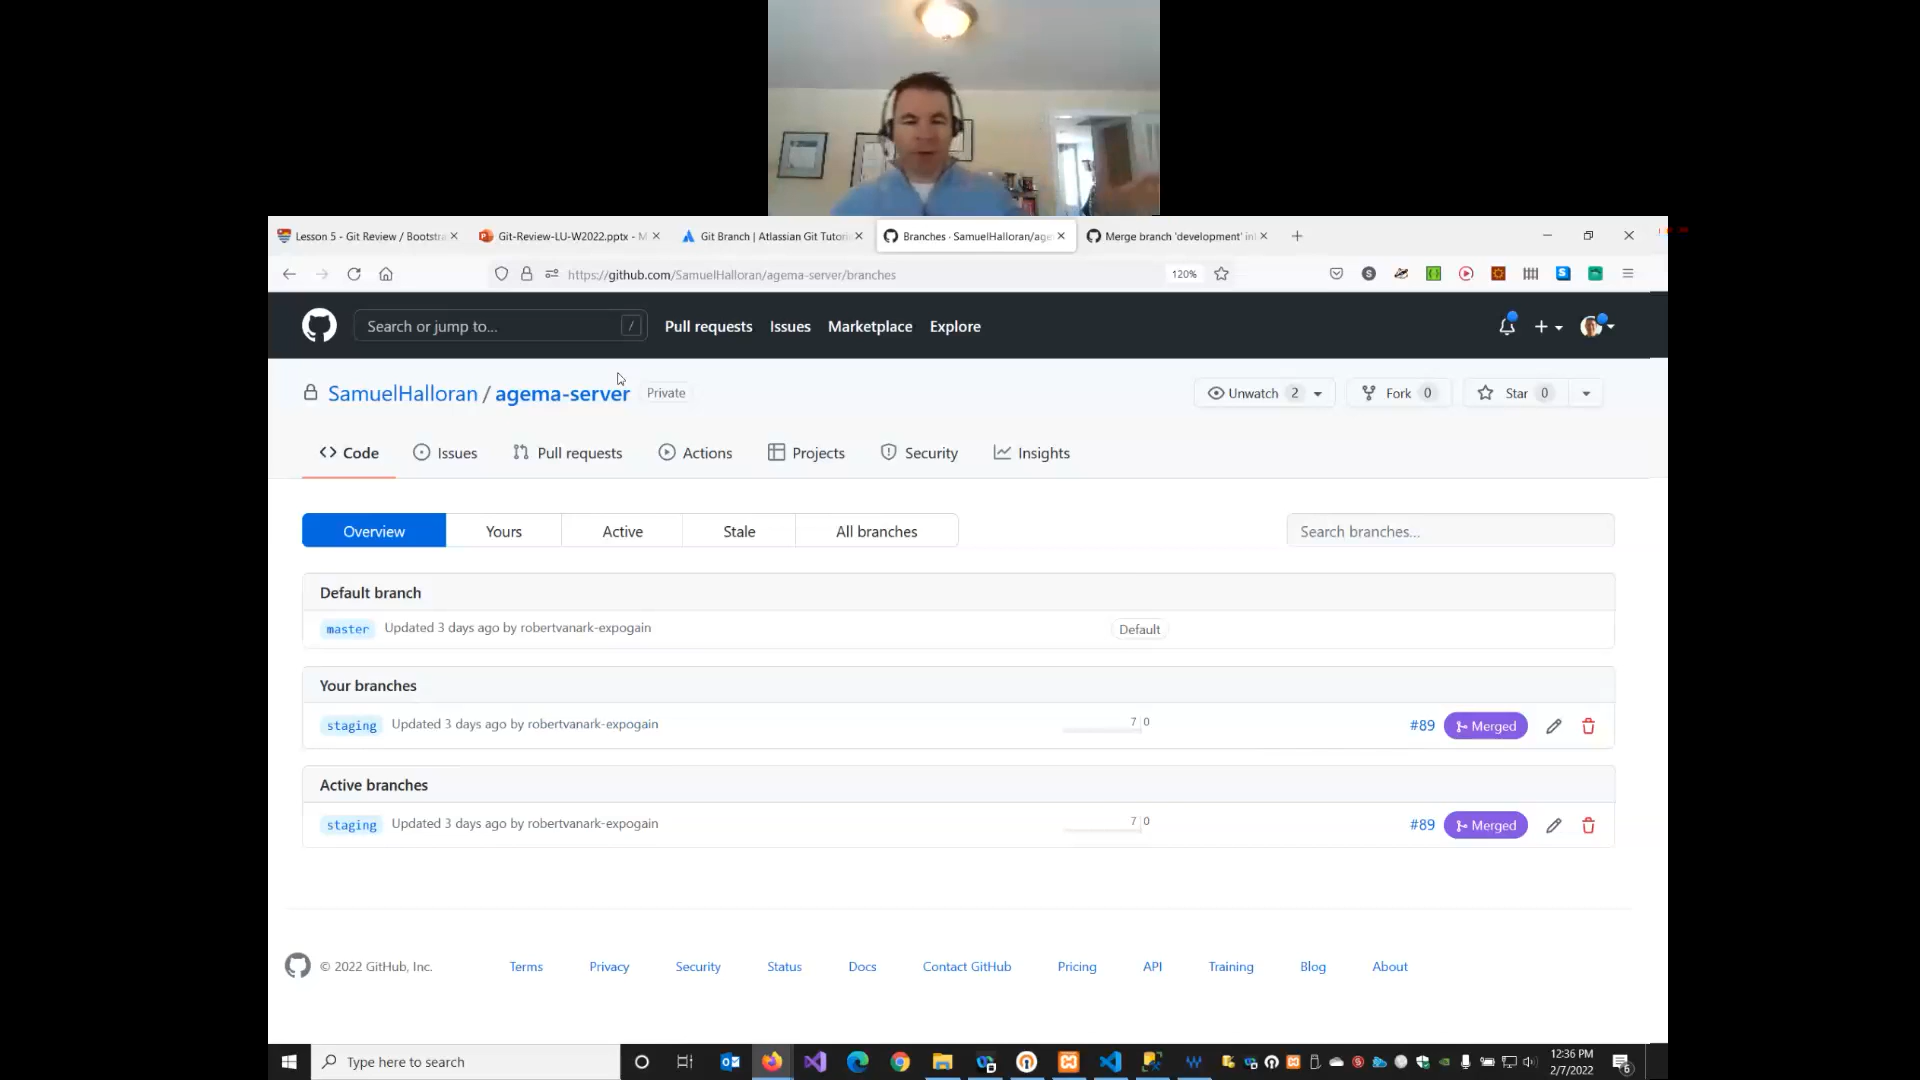 Lesson 5 - Git Review / Bootstra
Git-Review-LU-W2022.pptx - M
Git Branch | Atlassian Git Tutori
Branches · SamuelHalloran/age
Merge branch 'development' in
https://github.com/SamuelHalloran/agema-server/branches
120%
Search or jump to...
/
Pull requests
Issues
Marketplace
Explore
SamuelHalloran / agema-server
Private
Unwatch 2
Fork 0
Star 0
Code
Issues
Pull requests
Actions
Projects
Security
Insights
Overview
Yours
Active
Stale
All branches
Search branches...
Default branch
master Updated 3 days ago by robertvanark-expogain
Default
Your branches
staging Updated 3 days ago by robertvanark-expogain
7 | 0
#89 Merged
Active branches
staging Updated 3 days ago by robertvanark-expogain
7 | 0
#89 Merged
© 2022 GitHub, Inc.
Terms
Privacy
Security
Status
Docs
Contact GitHub
Pricing
API
Training
Blog
About
Type here to search
12:36 PM
2/7/2022
6